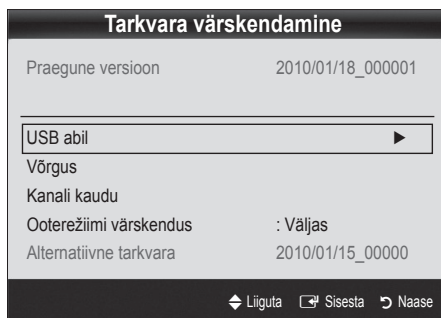 Tarkvara värskendamine
Praegune versioon 2010/01/18_000001
USB abil ►
Võrgus
Kanali kaudu
Ooterežiimi värskendus : Väljas
Alternatiivne tarkvara 2010/01/15_00000
Liiguta Sisesta Naase